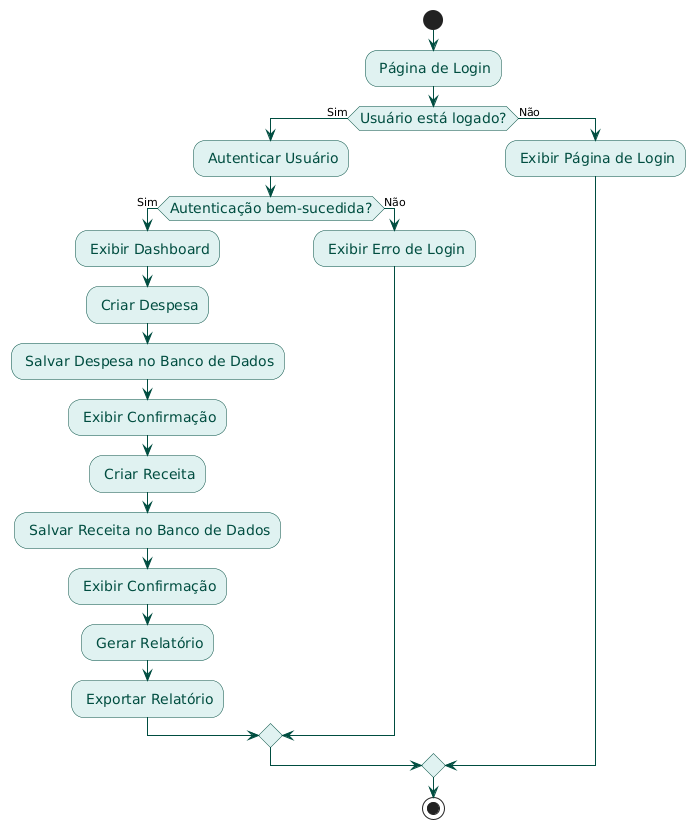 Página de Login
Sim
Usuário está logado?
Não
Autenticar Usuário
Exibir Página de Login
Sim
Autenticação bem-sucedida?
Não
Exibir Dashboard
Exibir Erro de Login
Criar Despesa
Salvar Despesa no Banco de Dados
Exibir Confirmação
Criar Receita
Salvar Receita no Banco de Dados
Exibir Confirmação
Gerar Relatório
Exportar Relatório